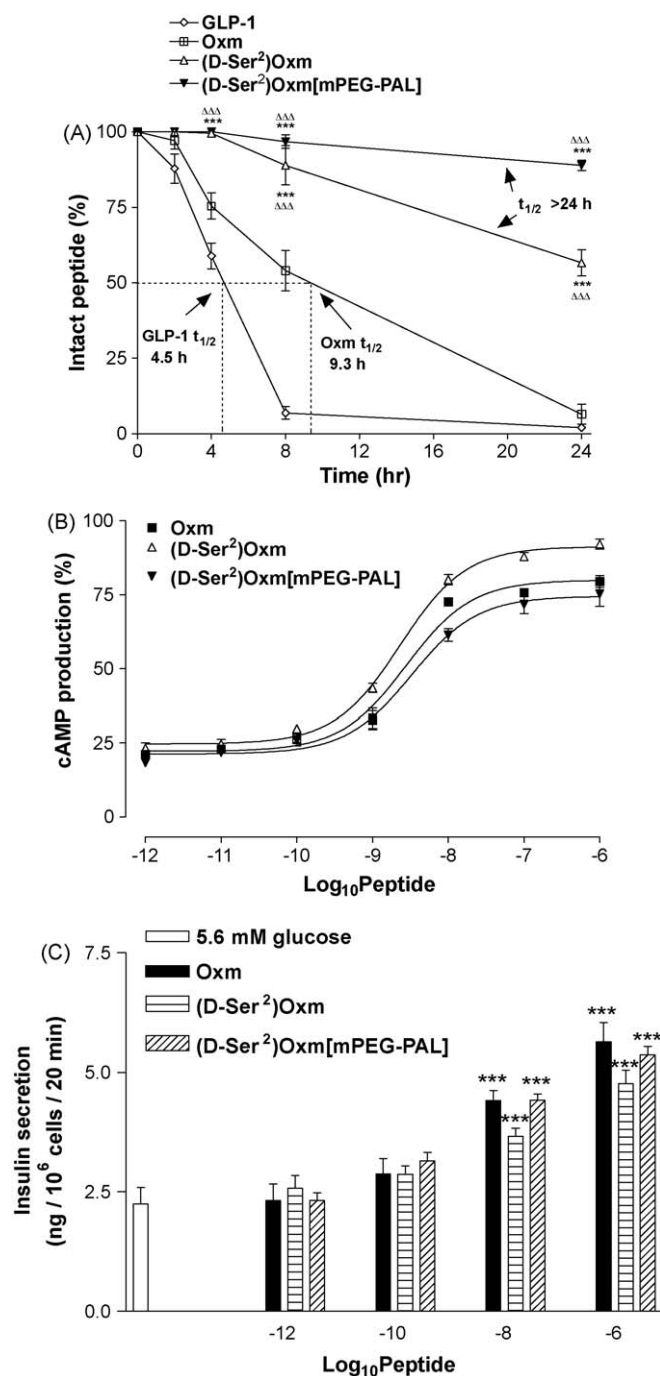 GLP-1
Oxm
(D-Ser²)Oxm
(D-Ser²)Oxm[mPEG-PAL]
(A)
100
75
50
25
0
Intact peptide (%)
ΔΔΔ
***
ΔΔΔ
***
ΔΔΔ
***
t1/2 >24 h
***
ΔΔΔ
***
ΔΔΔ
GLP-1 t1/2
4.5 h
Oxm t1/2
9.3 h
0 4 8 12 16 20 24
Time (hr)
(B)
Oxm
(D-Ser²)Oxm
(D-Ser²)Oxm[mPEG-PAL]
100
75
50
25
0
cAMP production (%)
-12 -11 -10 -9 -8 -7 -6
Log₁₀Peptide
(C)
5.6 mM glucose
Oxm
(D-Ser²)Oxm
(D-Ser²)Oxm[mPEG-PAL]
7.5
5.0
2.5
0.0
Insulin secretion
(ng / 10⁶ cells / 20 min)
*** *** ***
*** *** ***
-12 -10 -8 -6
Log₁₀Peptide